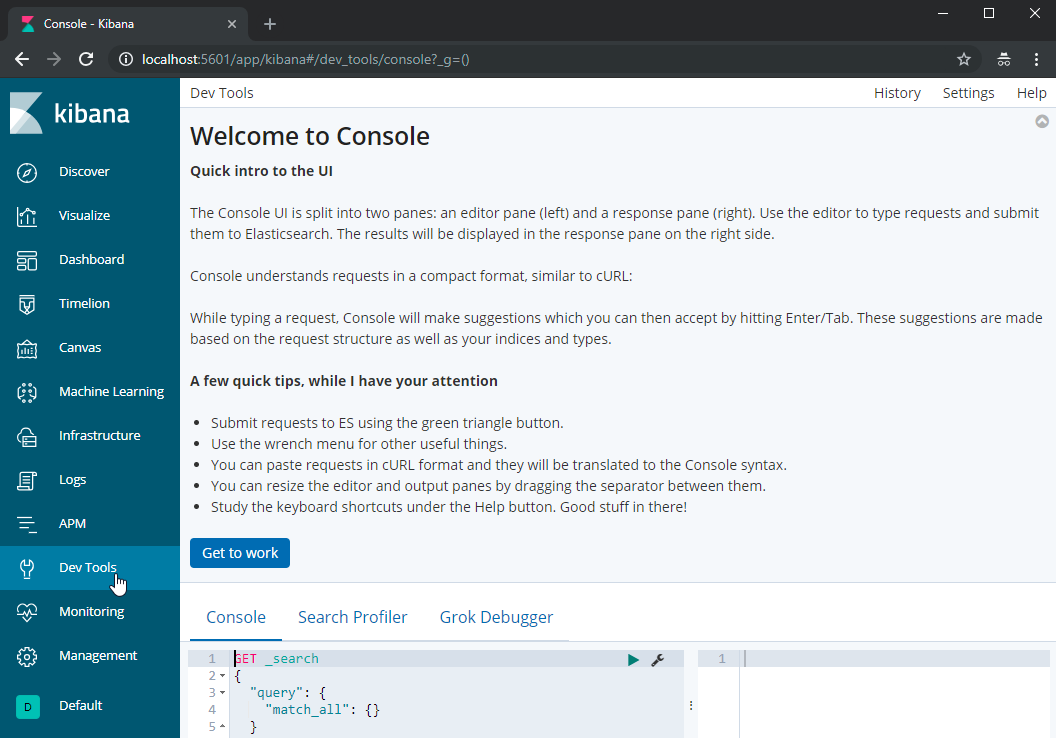 Console - Kibana
localhost:5601/app/kibana#/dev_tools/console?_g=()
kibana
Discover
Visualize
Dashboard
Timelion
Canvas
Machine Learning
Infrastructure
Logs
APM
Dev Tools
Monitoring
Management
D Default
Dev Tools History Settings Help
Welcome to Console
Quick intro to the UI
The Console UI is split into two panes: an editor pane (left) and a response pane (right). Use the editor to type requests and submit
them to Elasticsearch. The results will be displayed in the response pane on the right side.
Console understands requests in a compact format, similar to cURL:
While typing a request, Console will make suggestions which you can then accept by hitting Enter/Tab. These suggestions are made
based on the request structure as well as your indices and types.
A few quick tips, while I have your attention
• Submit requests to ES using the green triangle button.
• Use the wrench menu for other useful things.
• You can paste requests in cURL format and they will be translated to the Console syntax.
• You can resize the editor and output panes by dragging the separator between them.
• Study the keyboard shortcuts under the Help button. Good stuff in there!
Get to work
Console Search Profiler Grok Debugger
1 GET _search
2 {
3 "query": {
4 "match_all": {}
5 }
1